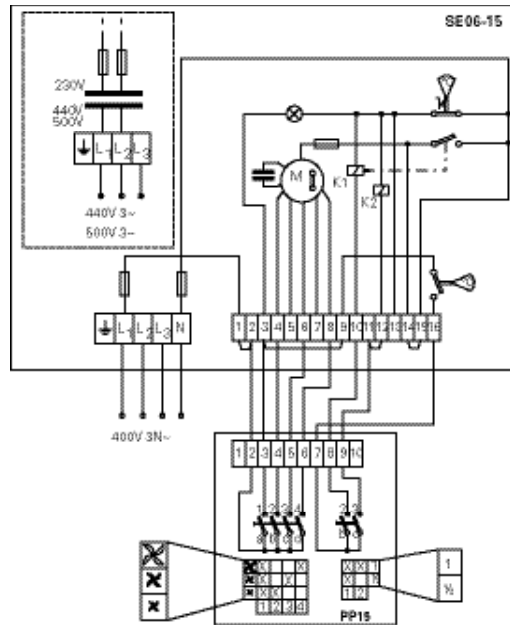 SE06-15
230V
440V
500V
L1 L2 L3
440V 3~
500V 3~
M
K1
K2
L1 L2 L3 N
1 2 3 4 5 6 7 8 9 10 11 12 13 14 15 16
400V 3N~
1 2 3 4 5 6 7 8 9 10
1 2 3 4
X X
X X
X X 1
X ½
1 2
1 2 3 4
1
½
PP15